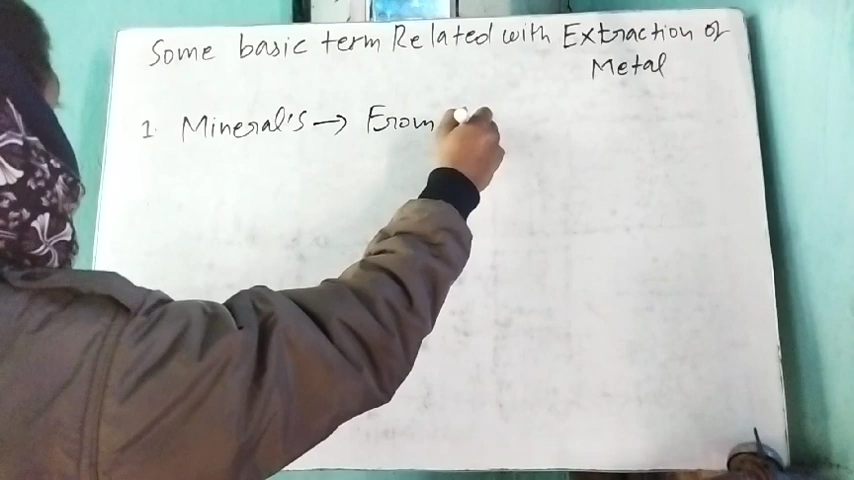 Some basic term Related with Extraction of
Metal
1. Mineral's → From